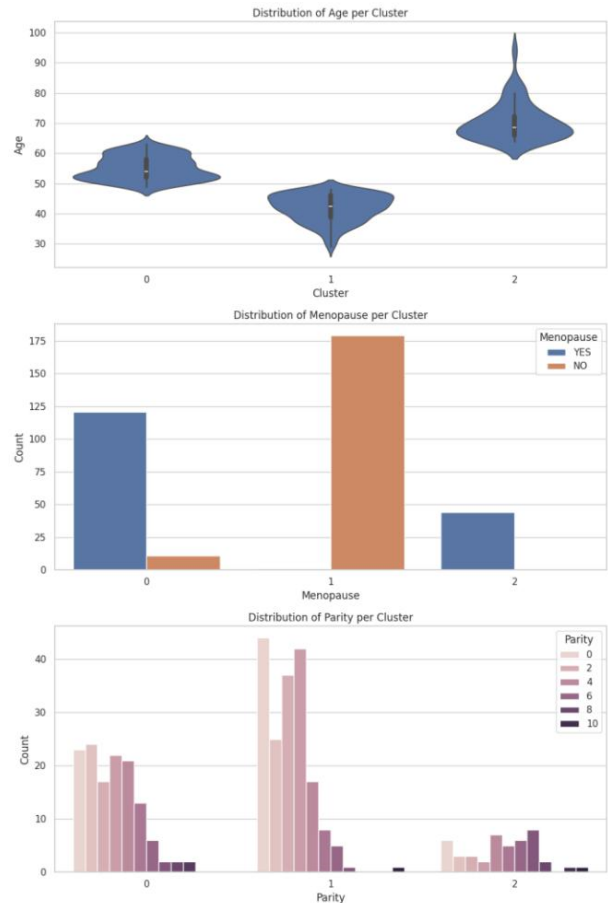 Distribution of Age per Cluster
100
90
80
70
60
50
40
30
Age
0 1 2
Cluster
Distribution of Menopause per Cluster
175
150
125
100
75
50
25
0
Count
Menopause
YES
NO
0 1 2
Menopause
Distribution of Parity per Cluster
40
30
20
10
0
Count
Parity
0
2
4
6
8
10
0 1 2
Parity